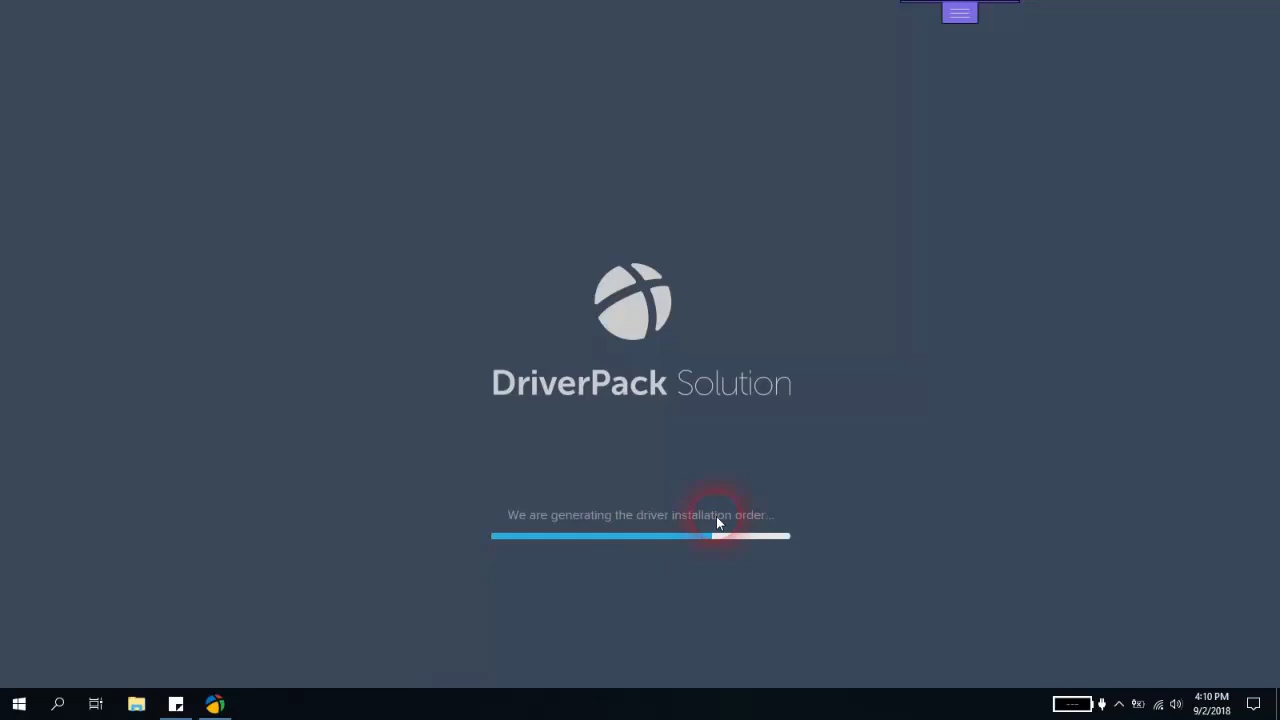 DriverPack Solution
We are generating the driver installation order...
4:10 PM
9/2/2018